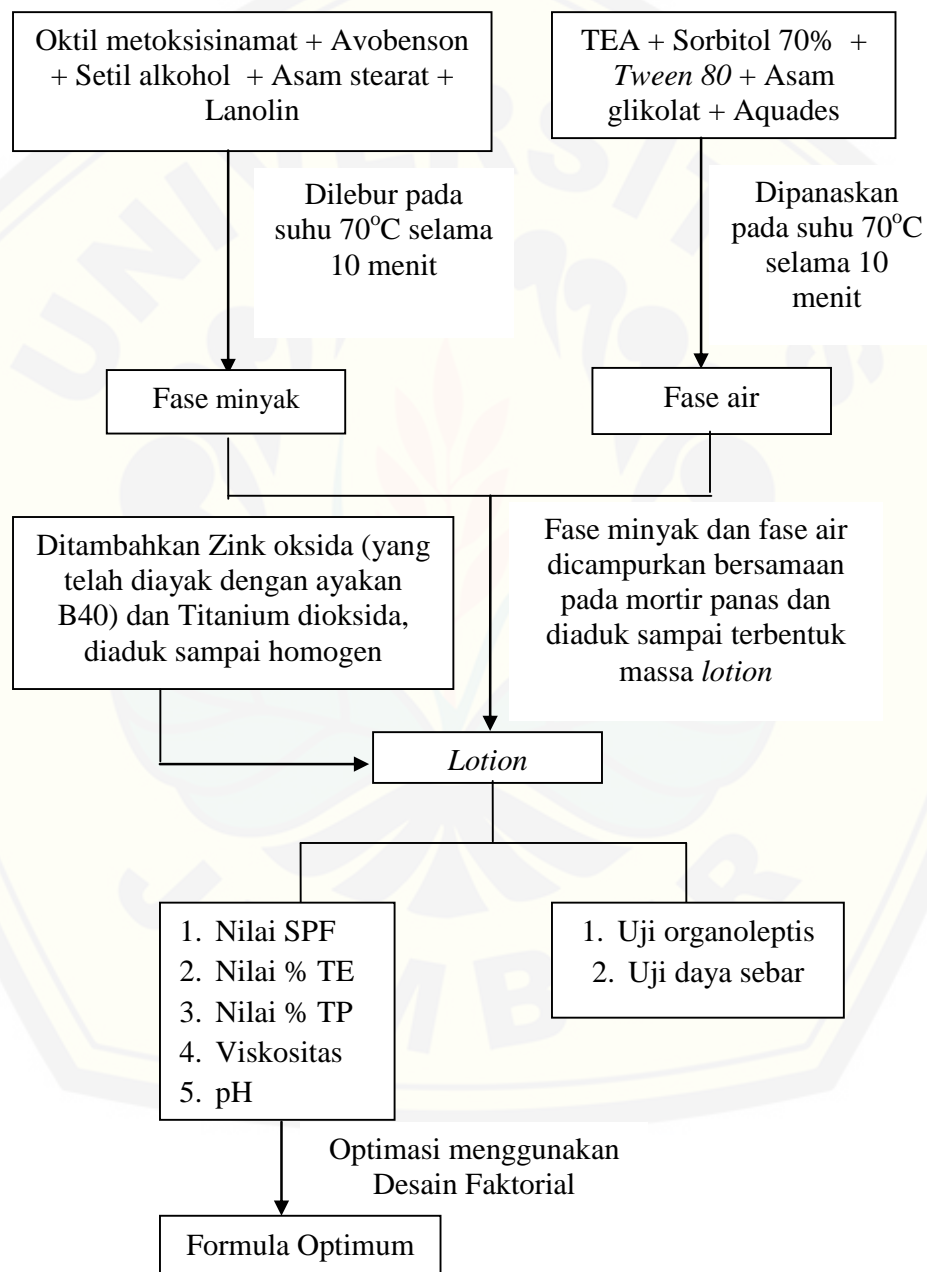 Oktil metoksisinamat + Avobenson
+ Setil alkohol + Asam stearat +
Lanolin
TEA + Sorbitol 70% +
Tween 80 + Asam
glikolat + Aquades
Dilebur pada
suhu 70°C selama
10 menit
Dipanaskan
pada suhu 70°C
selama 10
menit
Fase minyak
Fase air
Ditambahkan Zink oksida (yang
telah diayak dengan ayakan
B40) dan Titanium dioksida,
diaduk sampai homogen
Fase minyak dan fase air
dicampurkan bersamaan
pada mortir panas dan
diaduk sampai terbentuk
massa lotion
Lotion
1. Nilai SPF
2. Nilai % TE
3. Nilai % TP
4. Viskositas
5. pH
1. Uji organoleptis
2. Uji daya sebar
Optimasi menggunakan
Desain Faktorial
Formula Optimum
UNIVERSITAS
JEMBER